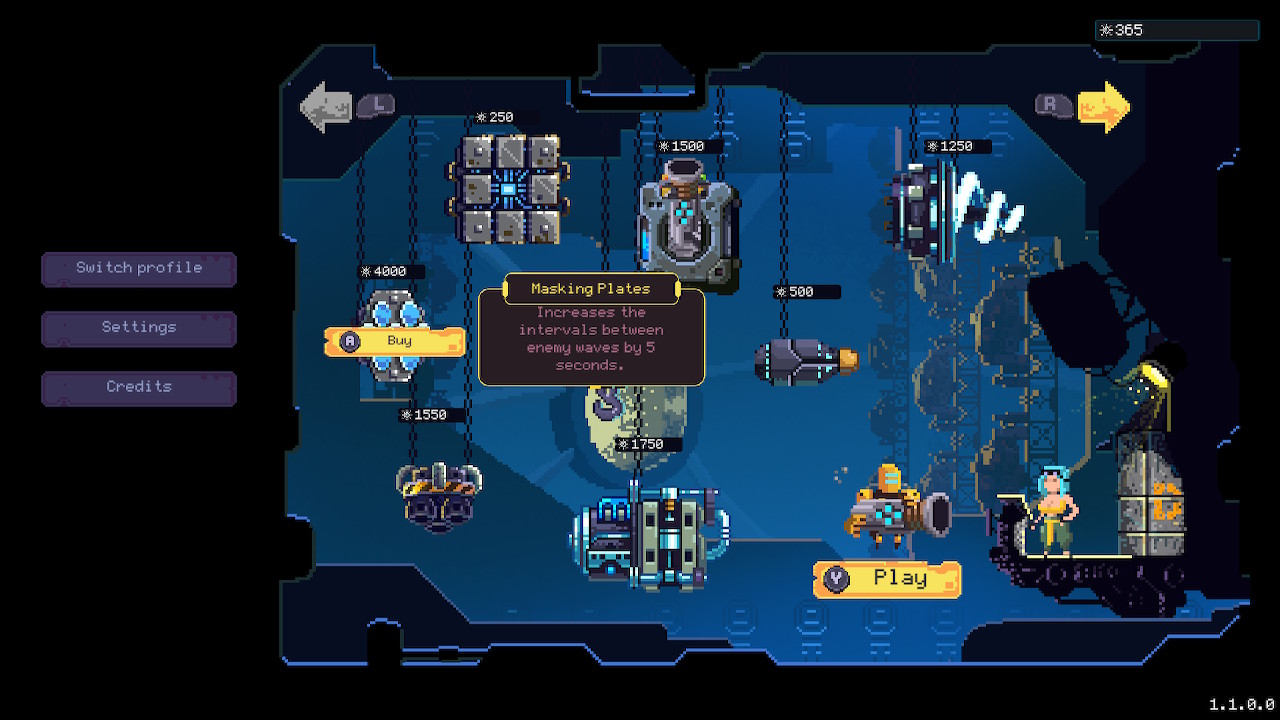 365
L
R
250
1500
1250
4000
500
Masking Plates
Increases the
intervals between
enemy waves by 5
seconds.
Switch profile
Settings
Credits
A Buy
1550
1750
Y Play
1.1.0.0